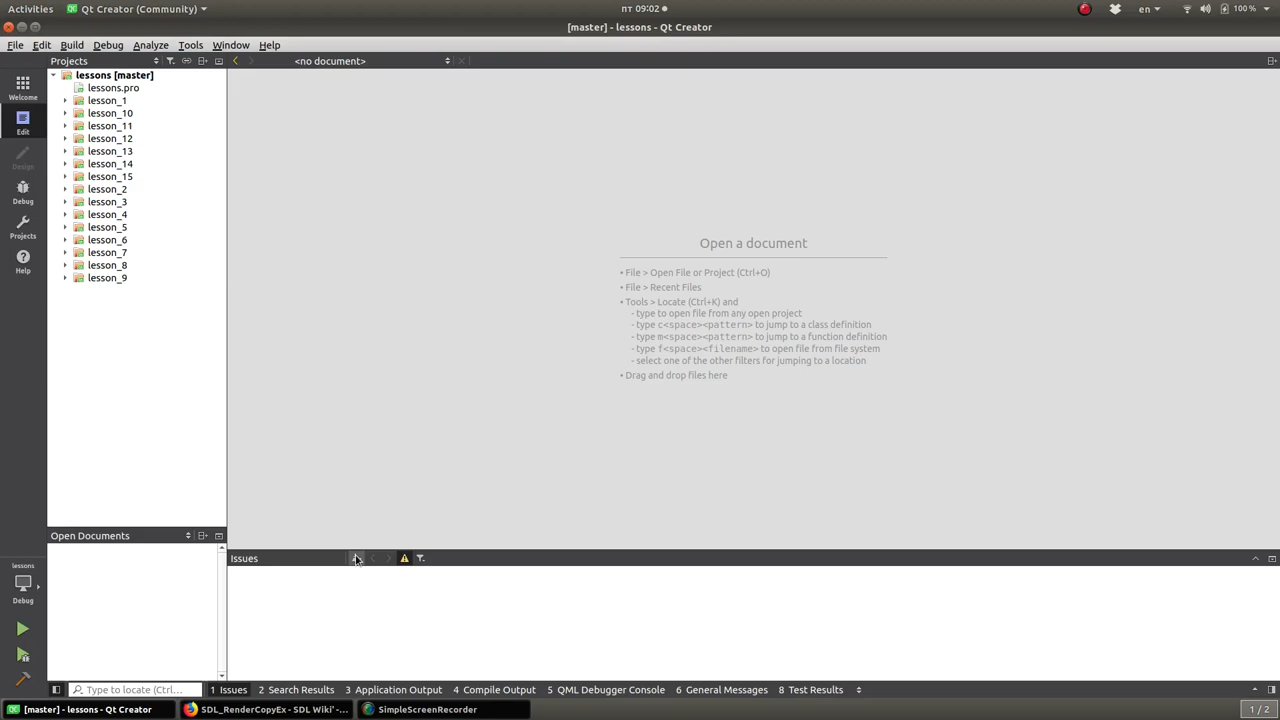 Activities
Qt Creator (Community)
пт 09:02
en
100 %
[master] - lessons - Qt Creator
File Edit Build Debug Analyze Tools Window Help
Projects
<no document>
Welcome
Edit
Design
Debug
Projects
Help
lessons [master]
lessons.pro
lesson_1
lesson_10
lesson_11
lesson_12
lesson_13
lesson_14
lesson_15
lesson_2
lesson_3
lesson_4
lesson_5
lesson_6
lesson_7
lesson_8
lesson_9
Open a document
• File > Open File or Project (Ctrl+O)
• File > Recent Files
• Tools > Locate (Ctrl+K) and
- type to open file from any open project
- type c<space><pattern> to jump to a class definition
- type m<space><pattern> to jump to a function definition
- type f<space><filename> to open file from file system
- select one of the other filters for jumping to a location
• Drag and drop files here
Open Documents
Issues
lessons
Debug
Type to locate (Ctrl...
1 Issues
2 Search Results
3 Application Output
4 Compile Output
5 QML Debugger Console
6 General Messages
8 Test Results
[master] - lessons - Qt Creator
SDL_RenderCopyEx - SDL Wiki' -...
SimpleScreenRecorder
1 / 2